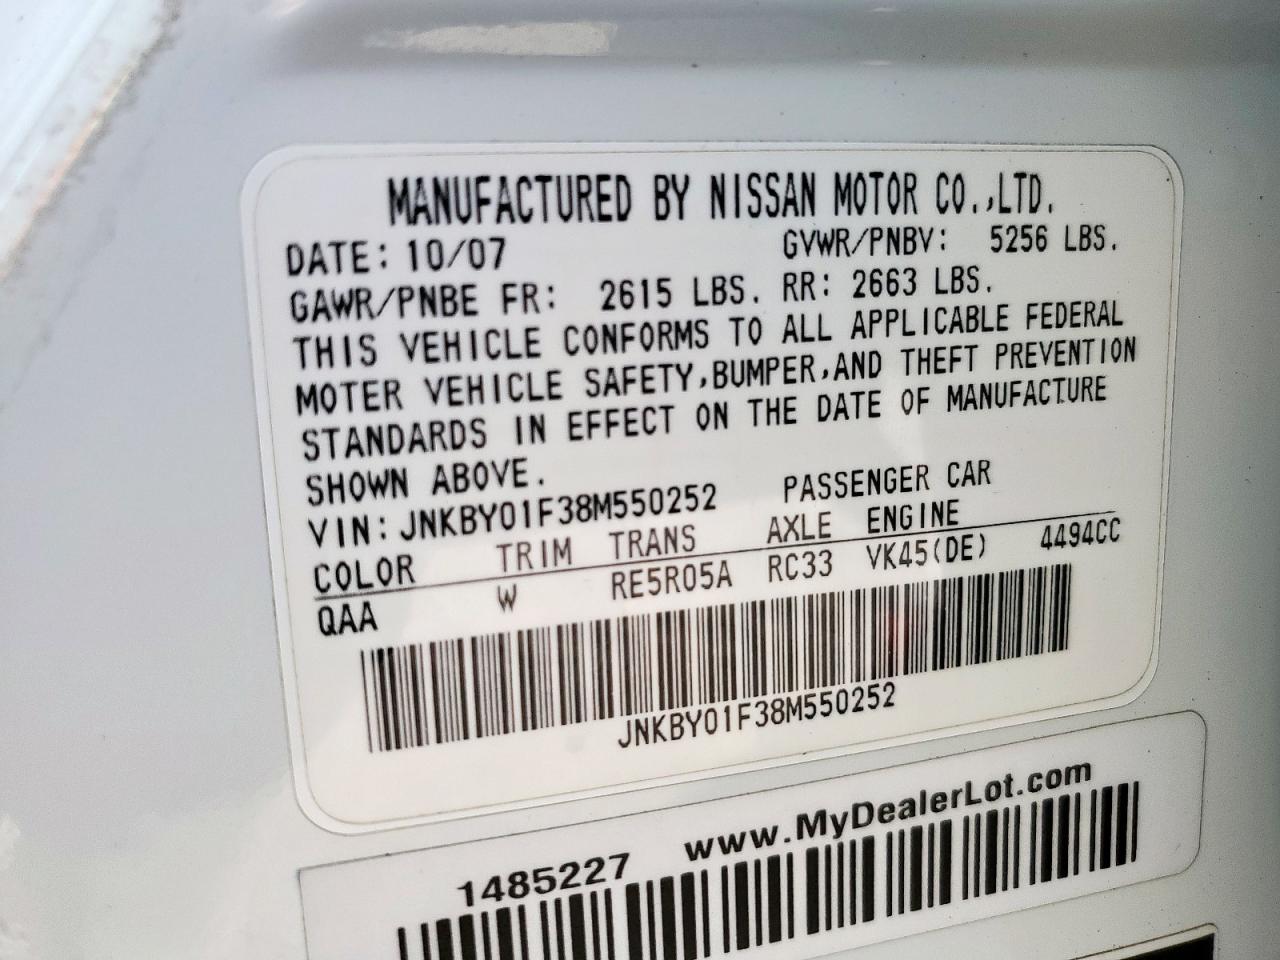 MANUFACTURED BY NISSAN MOTOR CO.,LTD.
DATE: 10/07 GVWR/PNBV: 5256 LBS.
GAWR/PNBE FR: 2615 LBS. RR: 2663 LBS.
THIS VEHICLE CONFORMS TO ALL APPLICABLE FEDERAL
MOTER VEHICLE SAFETY,BUMPER,AND THEFT PREVENTION
STANDARDS IN EFFECT ON THE DATE OF MANUFACTURE
SHOWN ABOVE.
VIN: JNKBY01F38M550252 PASSENGER CAR
COLOR TRIM TRANS AXLE ENGINE
QAA W RE5R05A RC33 VK45(DE) 4494CC
JNKBY01F38M550252
1485227 www.MyDealerLot.com